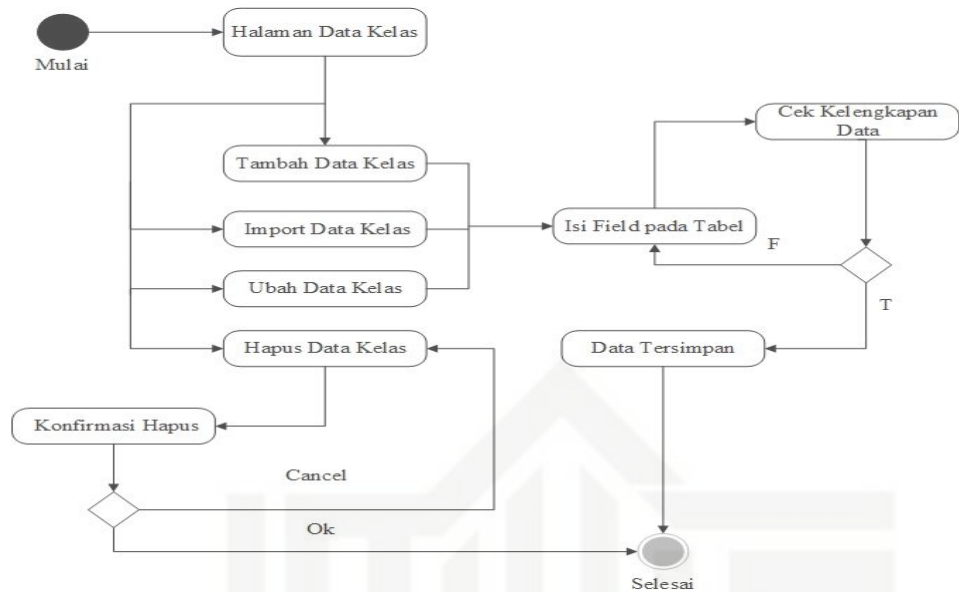 Mulai
Halaman Data Kelas
Tambah Data Kelas
Import Data Kelas
Ubah Data Kelas
Hapus Data Kelas
Konfirmasi Hapus
Cancel
Ok
Isi Field pada Tabel
Cek Kelengkapan
Data
F
T
Data Tersimpan
Selesai